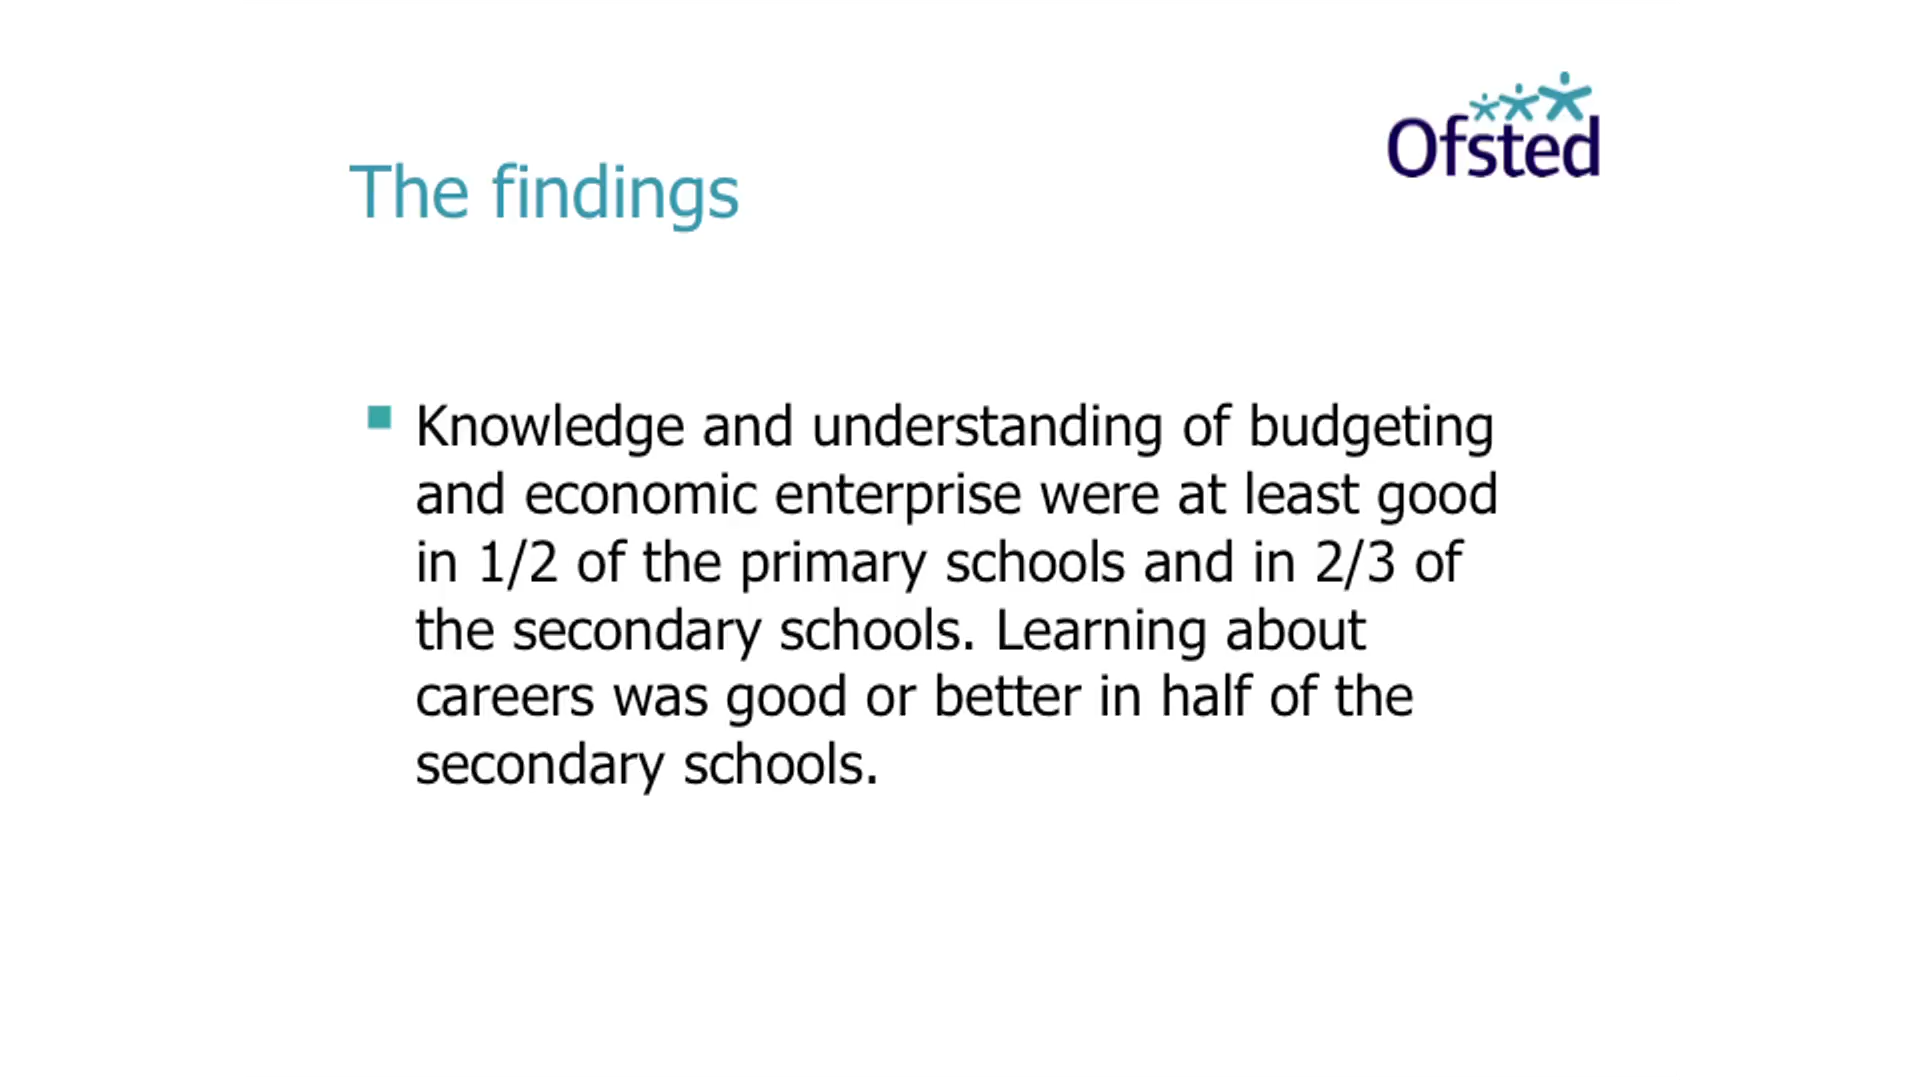 Ofsted
The findings
Knowledge and understanding of budgeting
and economic enterprise were at least good
in 1/2 of the primary schools and in 2/3 of
the secondary schools. Learning about
careers was good or better in half of the
secondary schools.